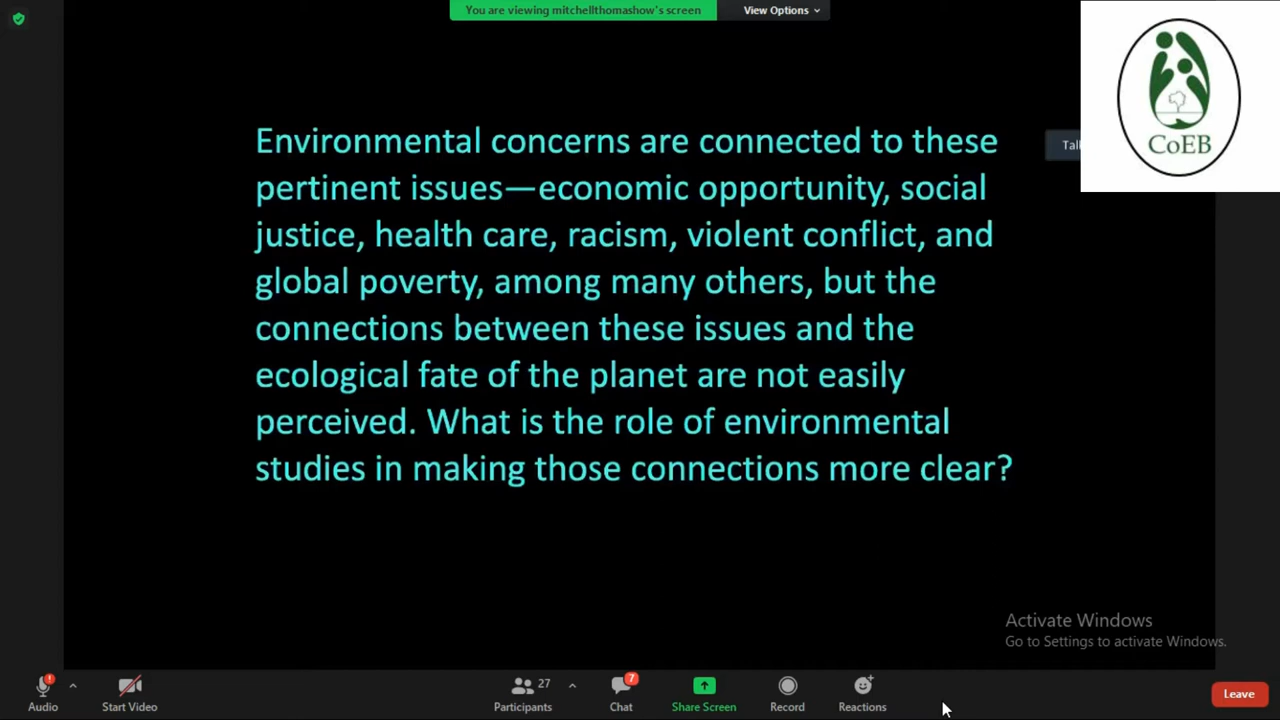 You are viewing mitchellthomashow's screen
View Options
CoEB
Environmental concerns are connected to these
pertinent issues—economic opportunity, social
justice, health care, racism, violent conflict, and
global poverty, among many others, but the
connections between these issues and the
ecological fate of the planet are not easily
perceived. What is the role of environmental
studies in making those connections more clear?
Activate Windows
Go to Settings to activate Windows.
27
7
Audio
Start Video
Participants
Chat
Share Screen
Record
Reactions
Leave